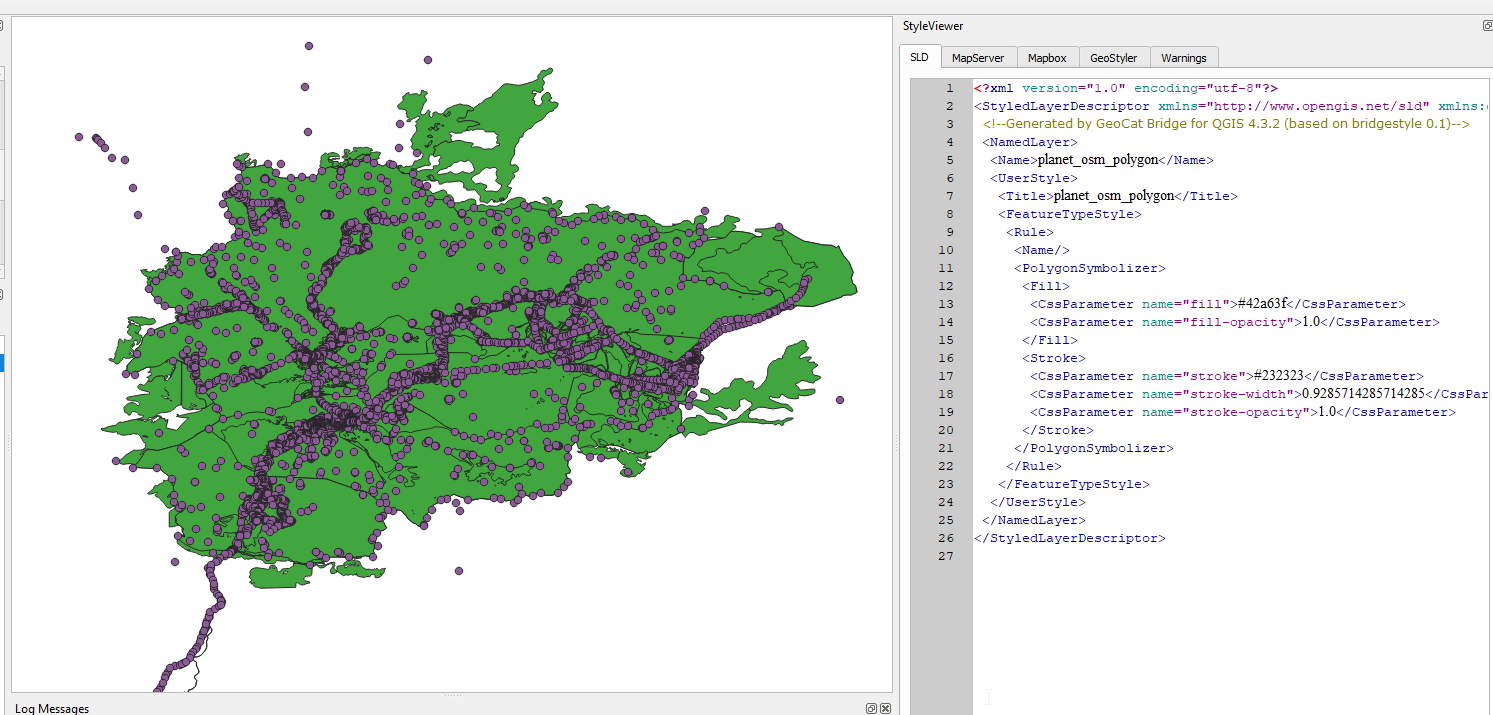 StyleViewer
SLD MapServer Mapbox GeoStyler Warnings
1 <?xml version="1.0" encoding="utf-8"?>
2 <StyledLayerDescriptor xmlns="http://www.opengis.net/sld" xmlns:
3 <!--Generated by GeoCat Bridge for QGIS 4.3.2 (based on bridgestyle 0.1)-->
4 <NamedLayer>
5 <Name>planet_osm_polygon</Name>
6 <UserStyle>
7 <Title>planet_osm_polygon</Title>
8 <FeatureTypeStyle>
9 <Rule>
10 <Name/>
11 <PolygonSymbolizer>
12 <Fill>
13 <CssParameter name="fill">#42a63f</CssParameter>
14 <CssParameter name="fill-opacity">1.0</CssParameter>
15 </Fill>
16 <Stroke>
17 <CssParameter name="stroke">#232323</CssParameter>
18 <CssParameter name="stroke-width">0.9285714285714285</CssPar
19 <CssParameter name="stroke-opacity">1.0</CssParameter>
20 </Stroke>
21 </PolygonSymbolizer>
22 </Rule>
23 </FeatureTypeStyle>
24 </UserStyle>
25 </NamedLayer>
26 </StyledLayerDescriptor>
27
Log Messages